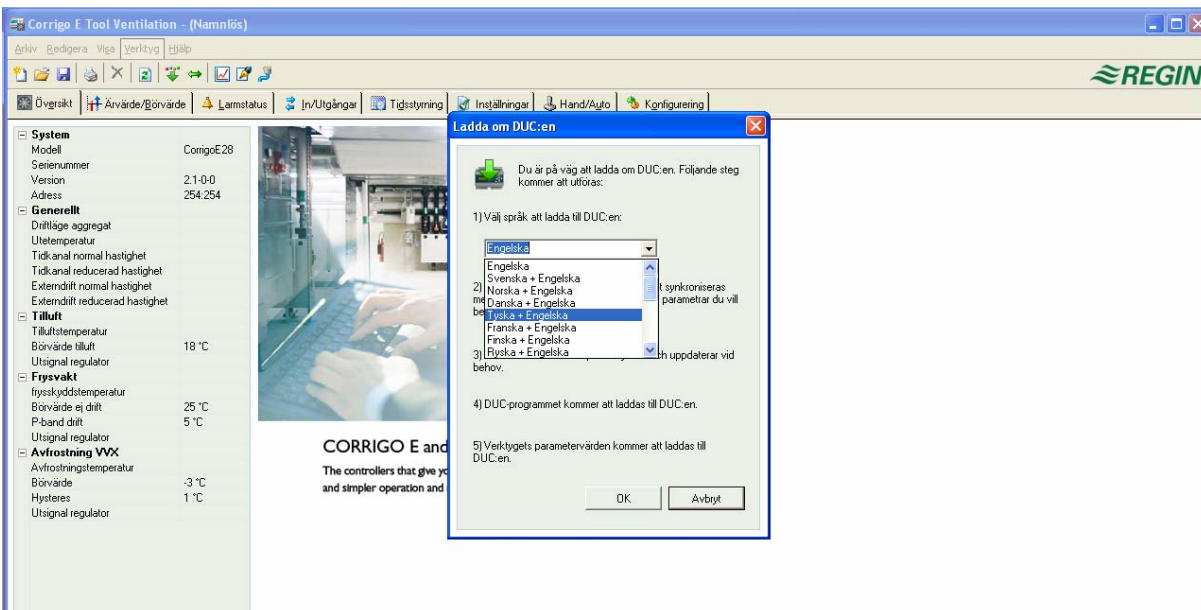 Corrigo E Tool Ventilation - (Namnlös)
Arkiv Redigera Visa Verktyg Hjälp
REGIN
Översikt Ärvärde/Börvärde Larmstatus In/Utgångar Tidsstyrning Inställningar Hand/Auto Konfigurering
System
Modell CorrigoE28
Serienummer
Version 2.1-0-0
Adress 254:254
Generellt
Driftläge aggregat
Utetemperatur
Tidkanal normal hastighet
Tidkanal reducerad hastighet
Externdrift normal hastighet
Externdrift reducerad hastighet
Tilluft
Tilluftstemperatur
Börvärde tilluft 18 °C
Utsignal regulator
Frysvakt
frysskyddstemperatur
Börvärde ej drift 25 °C
P-band drift 5 °C
Utsignal regulator
Avfrostning VVX
Avfrostningstemperatur
Börvärde -3 °C
Hysteres 1 °C
Utsignal regulator
CORRIGO E and
The controllers that give yo
and simpler operation and
Ladda om DUC:en
Du är på väg att ladda om DUC:en. Följande steg
kommer att utföras:
1) Välj språk att ladda till DUC:en:
Engelska
Engelska
Svenska + Engelska
Norska + Engelska
Danska + Engelska
Tyska + Engelska
Franska + Engelska
Finska + Engelska
Ryska + Engelska
2) t synkroniseras
me parametrar du vill
be
3) ch uppdaterar vid
behov.
4) DUC-programmet kommer att laddas till DUC:en.
5) Verktygets parametervärden kommer att laddas till
DUC:en.
OK Avbryt